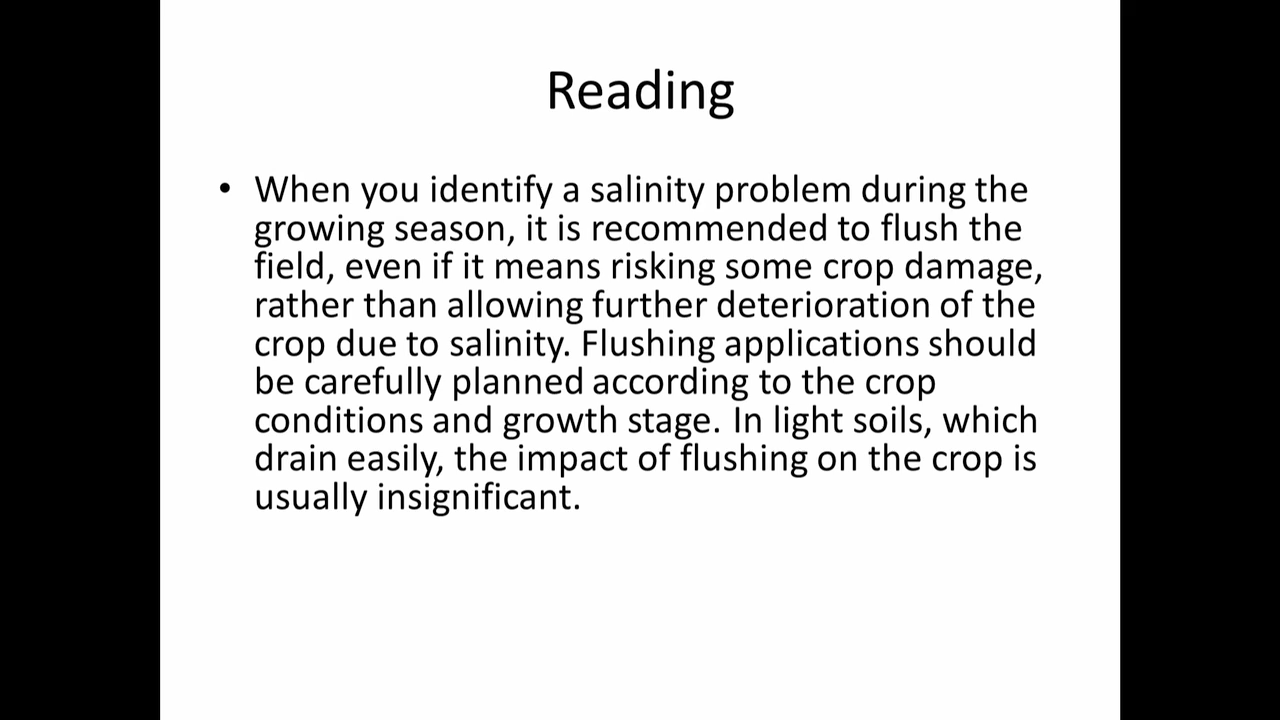 Reading
• When you identify a salinity problem during the
growing season, it is recommended to flush the
field, even if it means risking some crop damage,
rather than allowing further deterioration of the
crop due to salinity. Flushing applications should
be carefully planned according to the crop
conditions and growth stage. In light soils, which
drain easily, the impact of flushing on the crop is
usually insignificant.